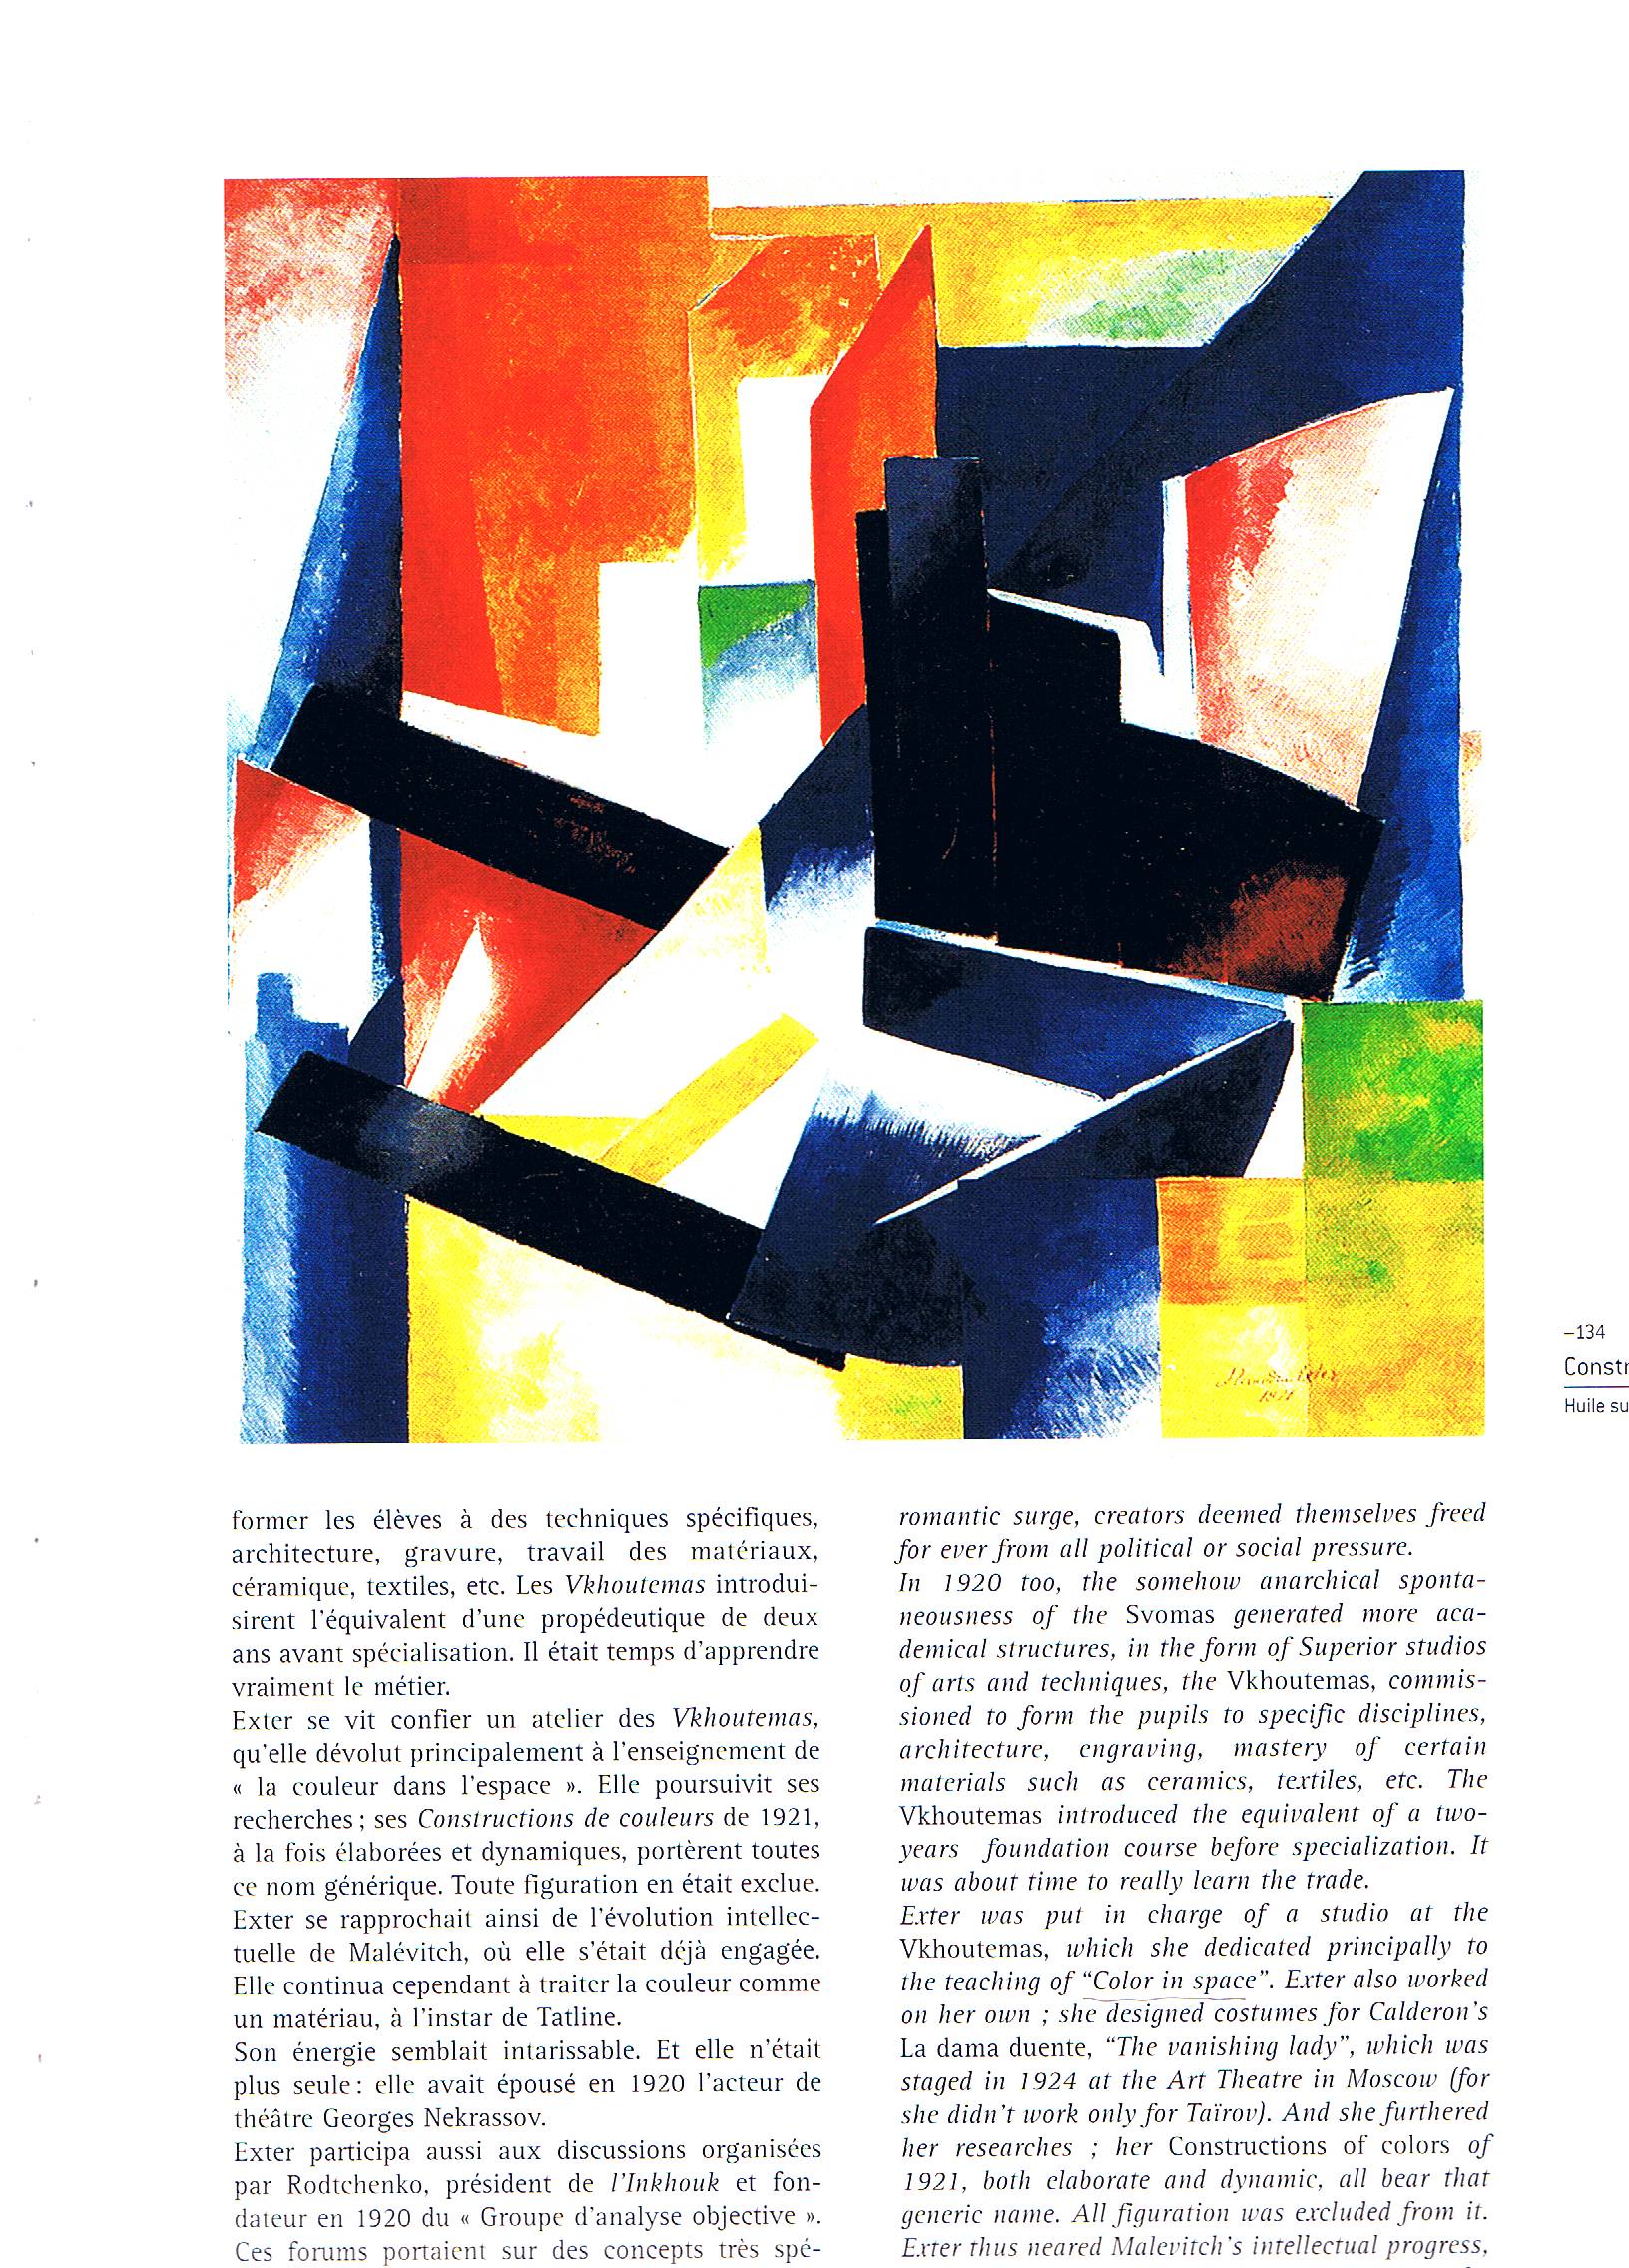 –134
Constr
Huile su
former les élèves à des techniques spécifiques,
architecture, gravure, travail des matériaux,
céramique, textiles, etc. Les Vkhoutemas introdui-
sirent l'équivalent d'une propédeutique de deux
ans avant spécialisation. Il était temps d'apprendre
vraiment le métier.
Exter se vit confier un atelier des Vkhoutemas,
qu'elle dévolut principalement à l'enseignement de
« la couleur dans l'espace ». Elle poursuivit ses
recherches ; ses Constructions de couleurs de 1921,
à la fois élaborées et dynamiques, portèrent toutes
ce nom générique. Toute figuration en était exclue.
Exter se rapprochait ainsi de l'évolution intellec-
tuelle de Malévitch, où elle s'était déjà engagée.
Elle continua cependant à traiter la couleur comme
un matériau, à l'instar de Tatline.
Son énergie semblait intarissable. Et elle n'était
plus seule : elle avait épousé en 1920 l'acteur de
théâtre Georges Nekrassov.
Exter participa aussi aux discussions organisées
par Rodtchenko, président de l'Inkhouk et fon-
dateur en 1920 du « Groupe d'analyse objective ».
Ces forums portaient sur des concepts très spé-
romantic surge, creators deemed themselves freed
for ever from all political or social pressure.
In 1920 too, the somehow anarchical sponta-
neousness of the Svomas generated more aca-
demical structures, in the form of Superior studios
of arts and techniques, the Vkhoutemas, commis-
sioned to form the pupils to specific disciplines,
architecture, engraving, mastery of certain
materials such as ceramics, textiles, etc. The
Vkhoutemas introduced the equivalent of a two-
years foundation course before specialization. It
was about time to really learn the trade.
Exter was put in charge of a studio at the
Vkhoutemas, which she dedicated principally to
the teaching of “Color in space”. Exter also worked
on her own ; she designed costumes for Calderon's
La dama duente, “The vanishing lady”, which was
staged in 1924 at the Art Theatre in Moscow (for
she didn't work only for Taïrov). And she furthered
her researches ; her Constructions of colors of
1921, both elaborate and dynamic, all bear that
generic name. All figuration was excluded from it.
Exter thus neared Malevitch's intellectual progress,